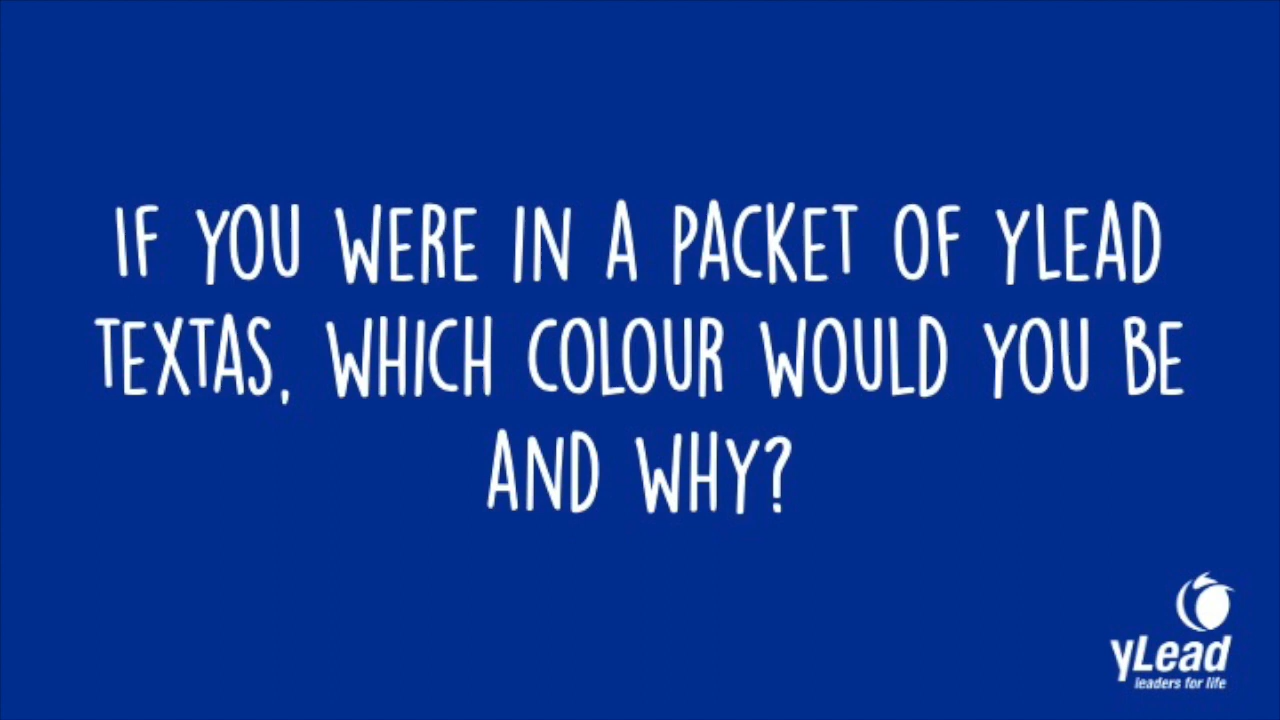 IF YOU WERE IN A PACKET OF YLEAD
TEXTAS, WHICH COLOUR WOULD YOU BE
AND WHY?
yLead
leaders for life